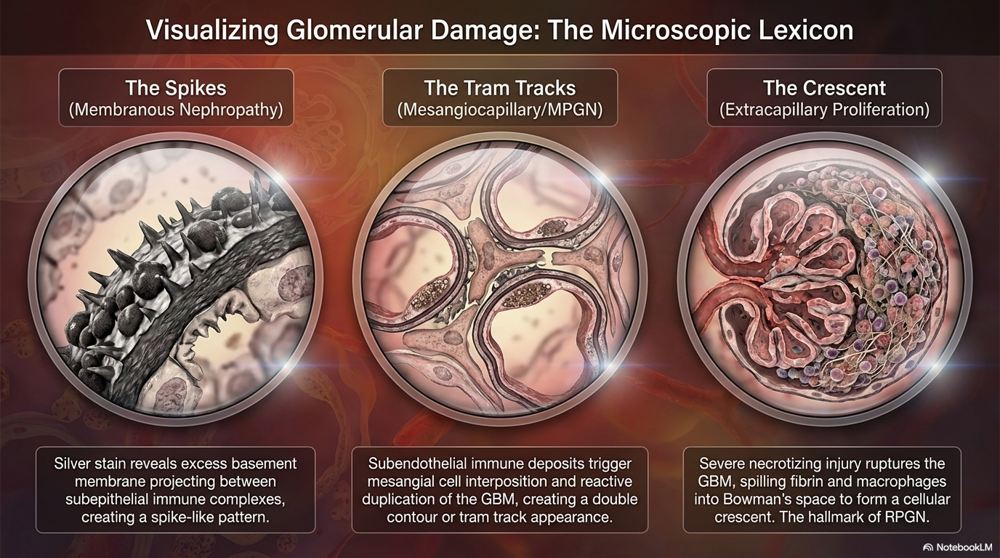 Visualizing Glomerular Damage: The Microscopic Lexicon
The Spikes
(Membranous Nephropathy)
Silver stain reveals excess basement
membrane projecting between
subepithelial immune complexes,
creating a spike-like pattern.
The Tram Tracks
(Mesangiocapillary/MPGN)
Subendothelial immune deposits trigger
mesangial cell interposition and reactive
duplication of the GBM, creating a double
contour or tram track appearance.
The Crescent
(Extracapillary Proliferation)
Severe necrotizing injury ruptures the
GBM, spilling fibrin and macrophages
into Bowman's space to form a cellular
crescent. The hallmark of RPGN.
NotebookLM